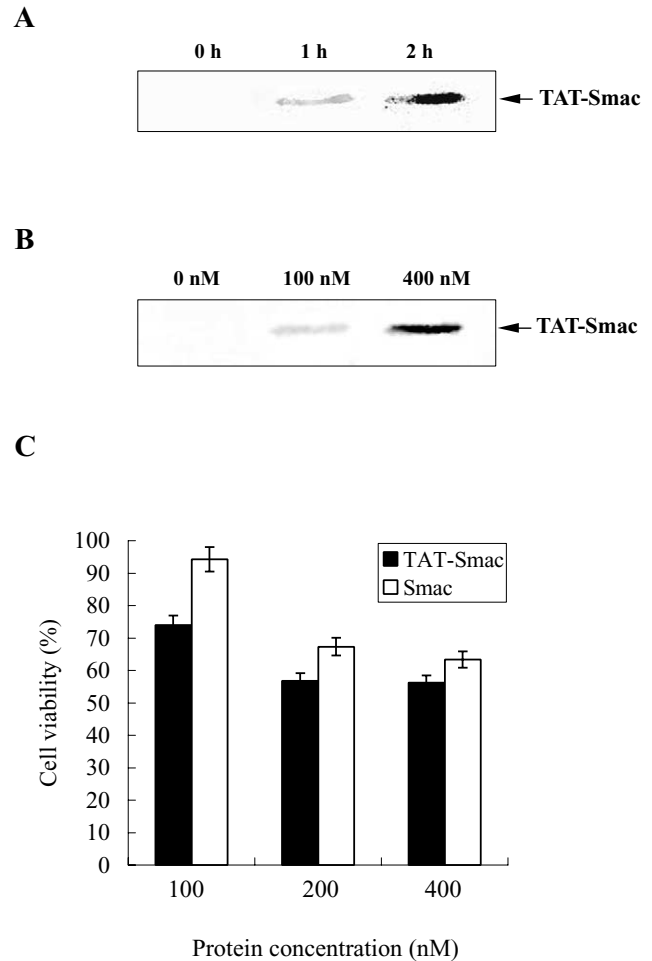 A
0 h 1 h 2 h
TAT-Smac
B
0 nM 100 nM 400 nM
TAT-Smac
C
100
90
80
70
60
50
40
30
20
10
0
Cell viability (%)
TAT-Smac
Smac
100 200 400
Protein concentration (nM)